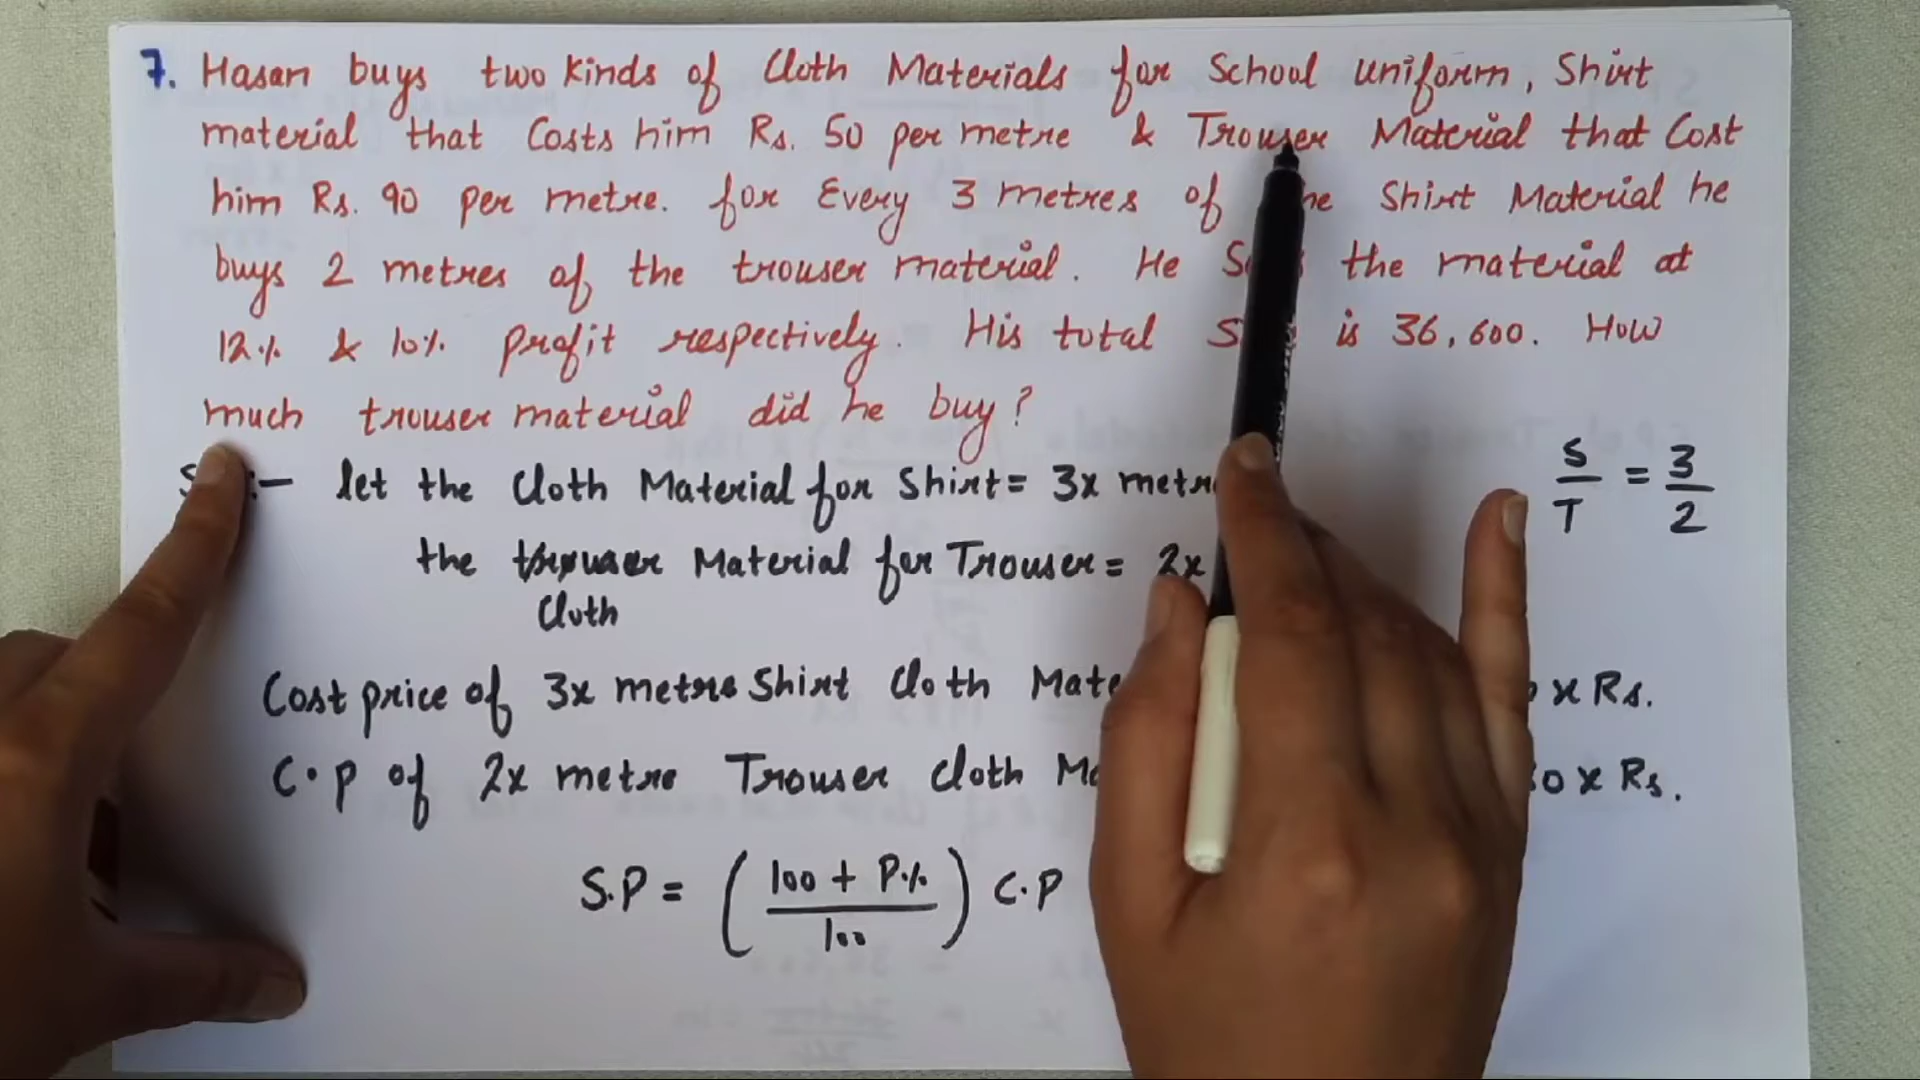 7. Hasan buys two kinds of Cloth Materials for School uniform, Shirt
material that Costs him Rs. 50 per metre & Trouser Material that Cost
him Rs. 90 per metre. for Every 3 metres of Shirt Material he
buys 2 metres of the trouser material. He the material at
12% & 10% profit respectively. His total is 36,600. How
much trouser material did he buy?
let the Cloth Material for Shirt = 3x
the Material for Trouser = 2x
Cloth
S/T = 3/2
Cost price of 3x metre Shirt Cloth x Rs.
C.P of 2x metre Trouser Cloth x Rs.
S.P = ( 100 + P% / 100 ) C.P